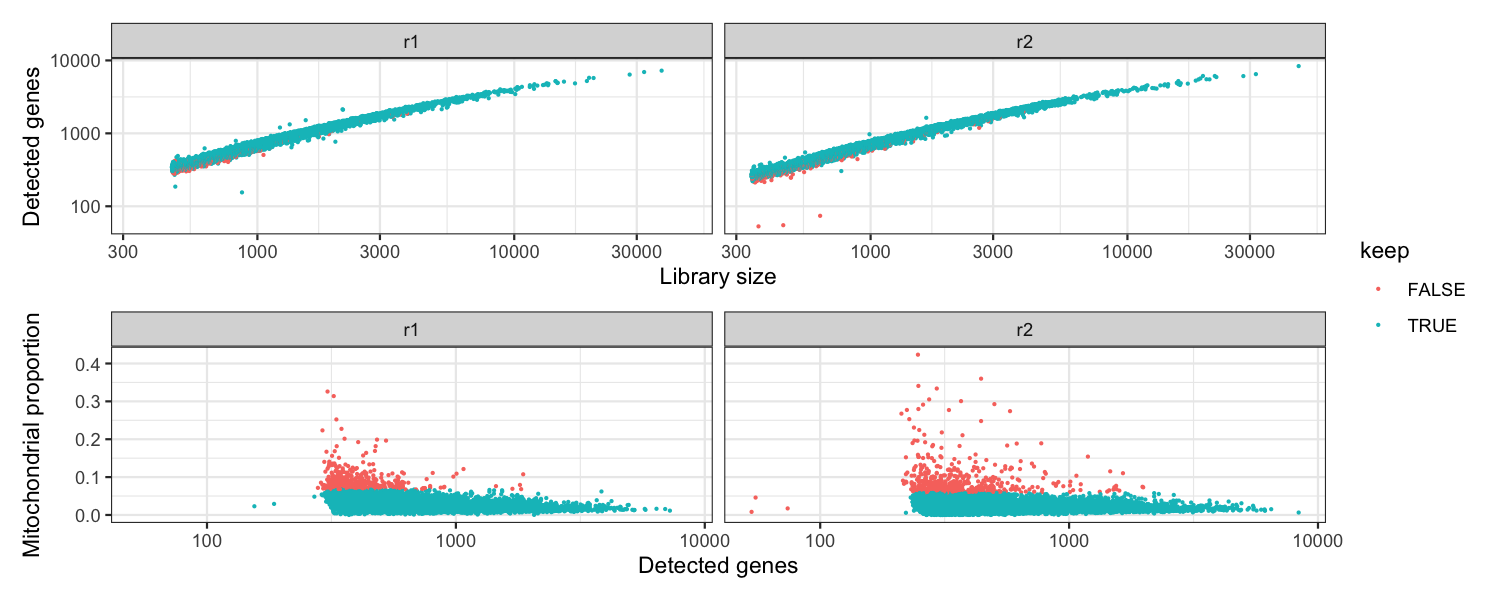 r1 r2
10000
1000
100
Detected genes
300 1000 3000 10000 30000 300 1000 3000 10000 30000
Library size
keep
FALSE
TRUE
r1 r2
0.4
0.3
0.2
0.1
0.0
Mitochondrial proportion
100 1000 10000 100 1000 10000
Detected genes